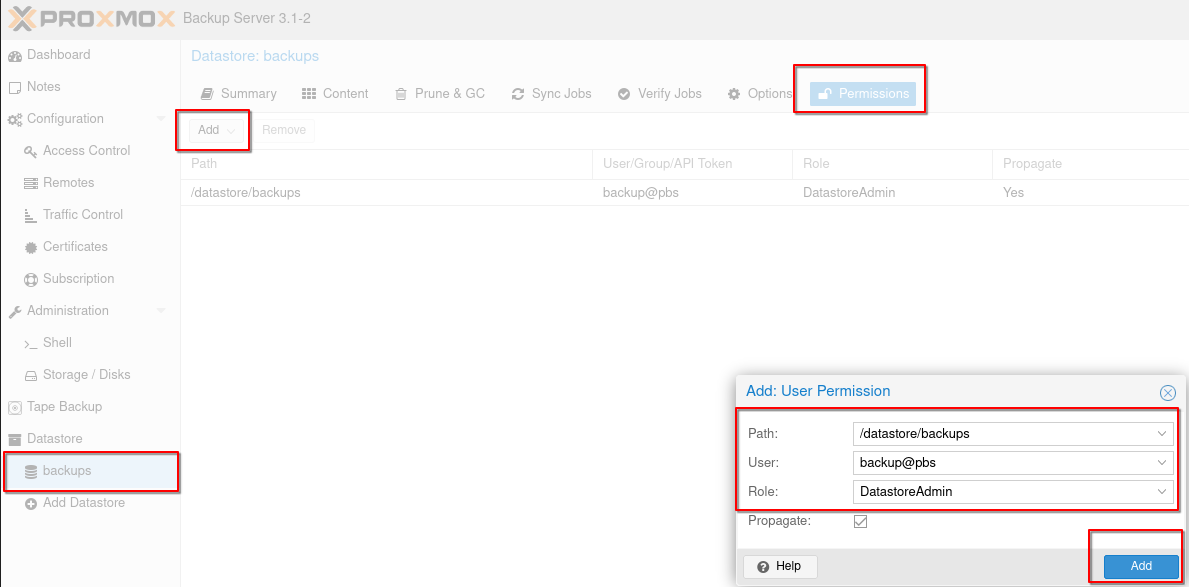 PROXMOX Backup Server 3.1-2
Dashboard
Notes
Configuration
Access Control
Remotes
Traffic Control
Certificates
Subscription
Administration
Shell
Storage / Disks
Tape Backup
Datastore
backups
Add Datastore
Datastore: backups
Summary Content Prune & GC Sync Jobs Verify Jobs Options Permissions
Add Remove
Path User/Group/API Token Role Propagate
/datastore/backups backup@pbs DatastoreAdmin Yes
Add: User Permission
Path: /datastore/backups
User: backup@pbs
Role: DatastoreAdmin
Propagate:
Help Add